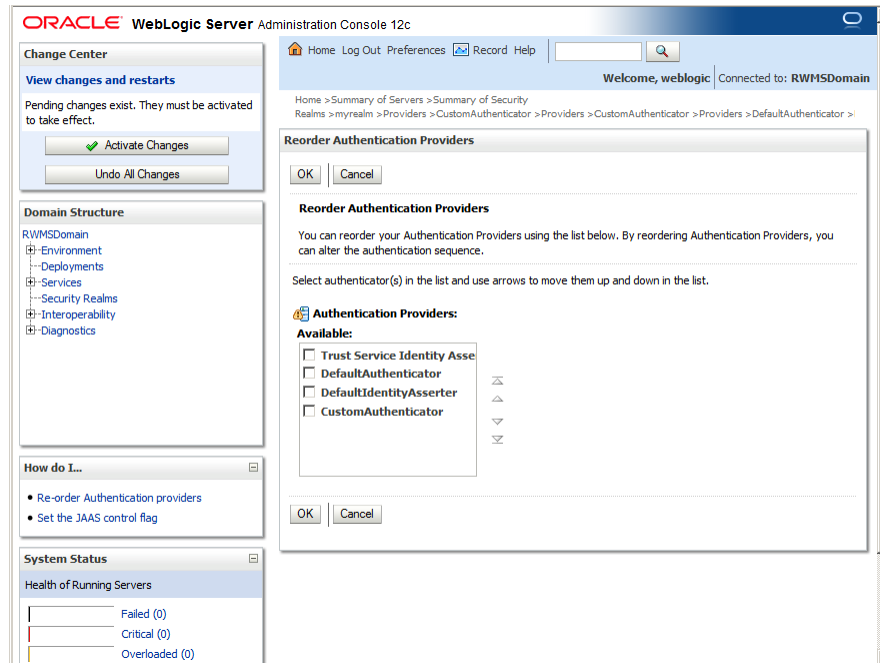 ORACLE WebLogic Server Administration Console 12c
Change Center
View changes and restarts
Pending changes exist. They must be activated
to take effect.
Activate Changes
Undo All Changes
Domain Structure
RWMSDomain
Environment
Deployments
Services
Security Realms
Interoperability
Diagnostics
How do I...
Re-order Authentication providers
Set the JAAS control flag
System Status
Health of Running Servers
Failed (0)
Critical (0)
Overloaded (0)
Home Log Out Preferences Record Help
Welcome, weblogic Connected to: RWMSDomain
Home >Summary of Servers >Summary of Security
Realms >myrealm >Providers >CustomAuthenticator >Providers >CustomAuthenticator >Providers >DefaultAuthenticator >
Reorder Authentication Providers
OK Cancel
Reorder Authentication Providers
You can reorder your Authentication Providers using the list below. By reordering Authentication Providers, you
can alter the authentication sequence.
Select authenticator(s) in the list and use arrows to move them up and down in the list.
Authentication Providers:
Available:
Trust Service Identity Asse
DefaultAuthenticator
DefaultIdentityAsserter
CustomAuthenticator
OK Cancel